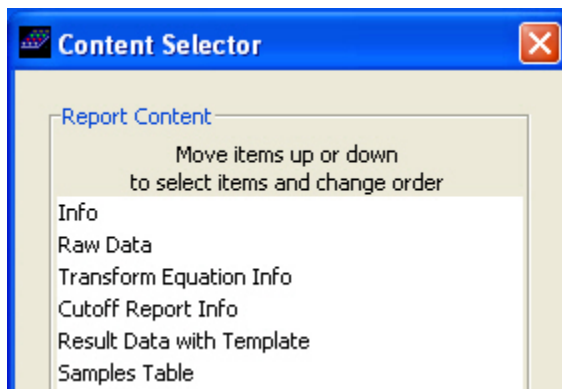 Content Selector
Report Content
Move items up or down
to select items and change order
Info
Raw Data
Transform Equation Info
Cutoff Report Info
Result Data with Template
Samples Table